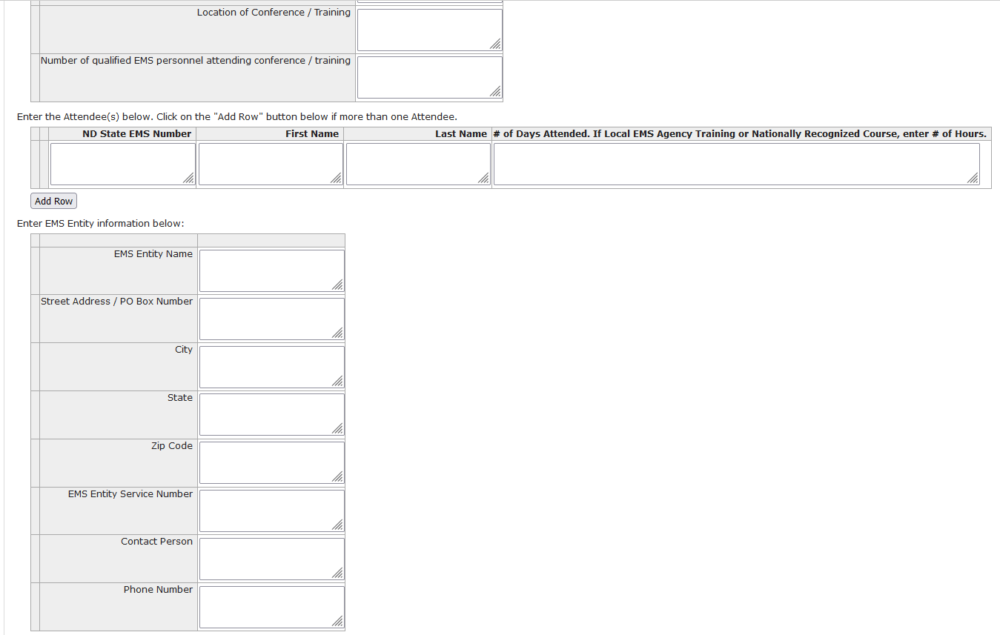 Location of Conference / Training
Number of qualified EMS personnel attending conference / training
Enter the Attendee(s) below. Click on the "Add Row" button below if more than one Attendee.
ND State EMS Number First Name Last Name # of Days Attended. If Local EMS Agency Training or Nationally Recognized Course, enter # of Hours.
Add Row
Enter EMS Entity information below:
EMS Entity Name
Street Address / PO Box Number
City
State
Zip Code
EMS Entity Service Number
Contact Person
Phone Number